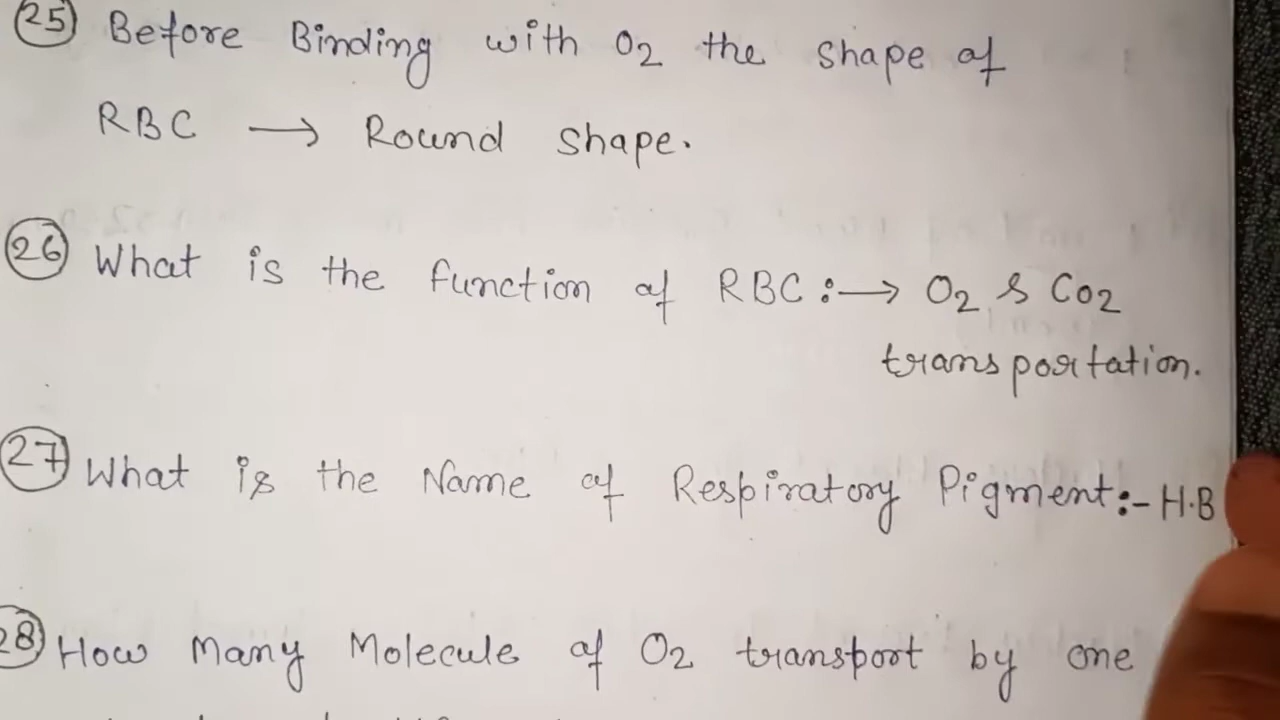 25 Before Binding with O2 the shape of
RBC → Round shape.
26 What is the function of RBC :→ O2 & CO2
transportation.
27 What is the Name of Respiratory Pigment :- H.B
28 How Many Molecule of O2 transport by one